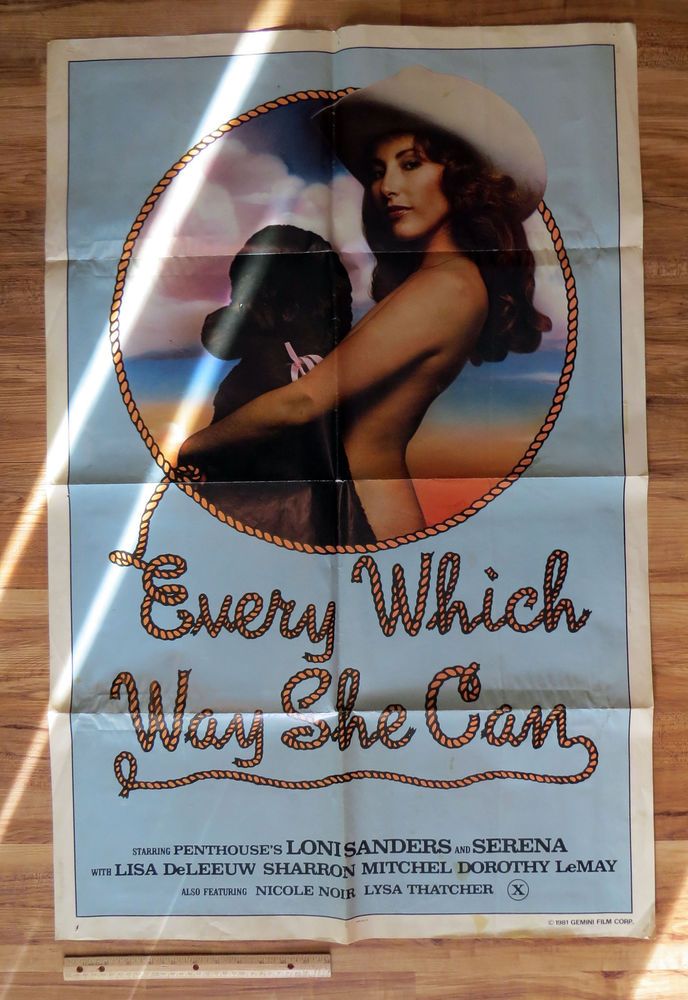 Every Which
Way She Can
STARRING PENTHOUSE'S LONI SANDERS AND SERENA
WITH LISA DeLEEUW SHARRON MITCHEL DOROTHY LeMAY
ALSO FEATURING NICOLE NOIR LYSA THATCHER X
© 1981 GEMINI FILM CORP.